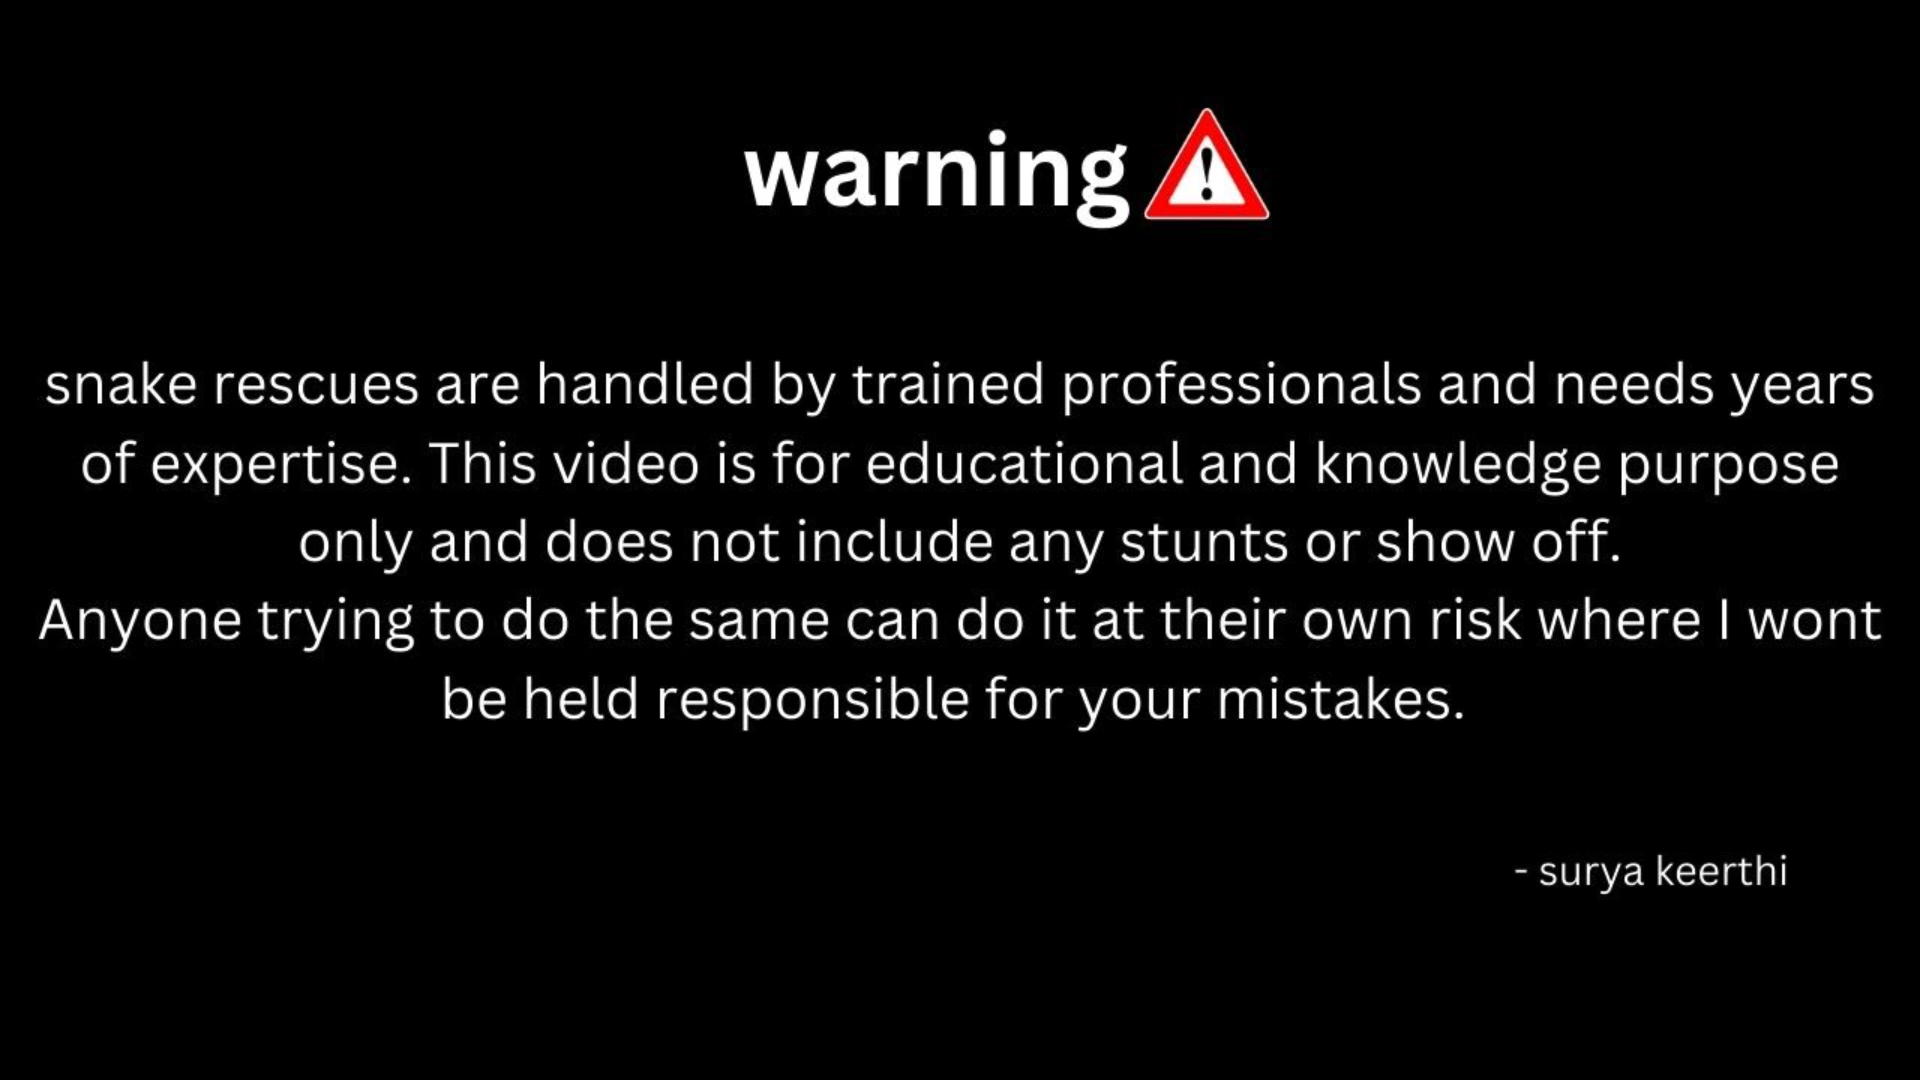 warning
snake rescues are handled by trained professionals and needs years
of expertise. This video is for educational and knowledge purpose
only and does not include any stunts or show off.
Anyone trying to do the same can do it at their own risk where I wont
be held responsible for your mistakes.
- surya keerthi